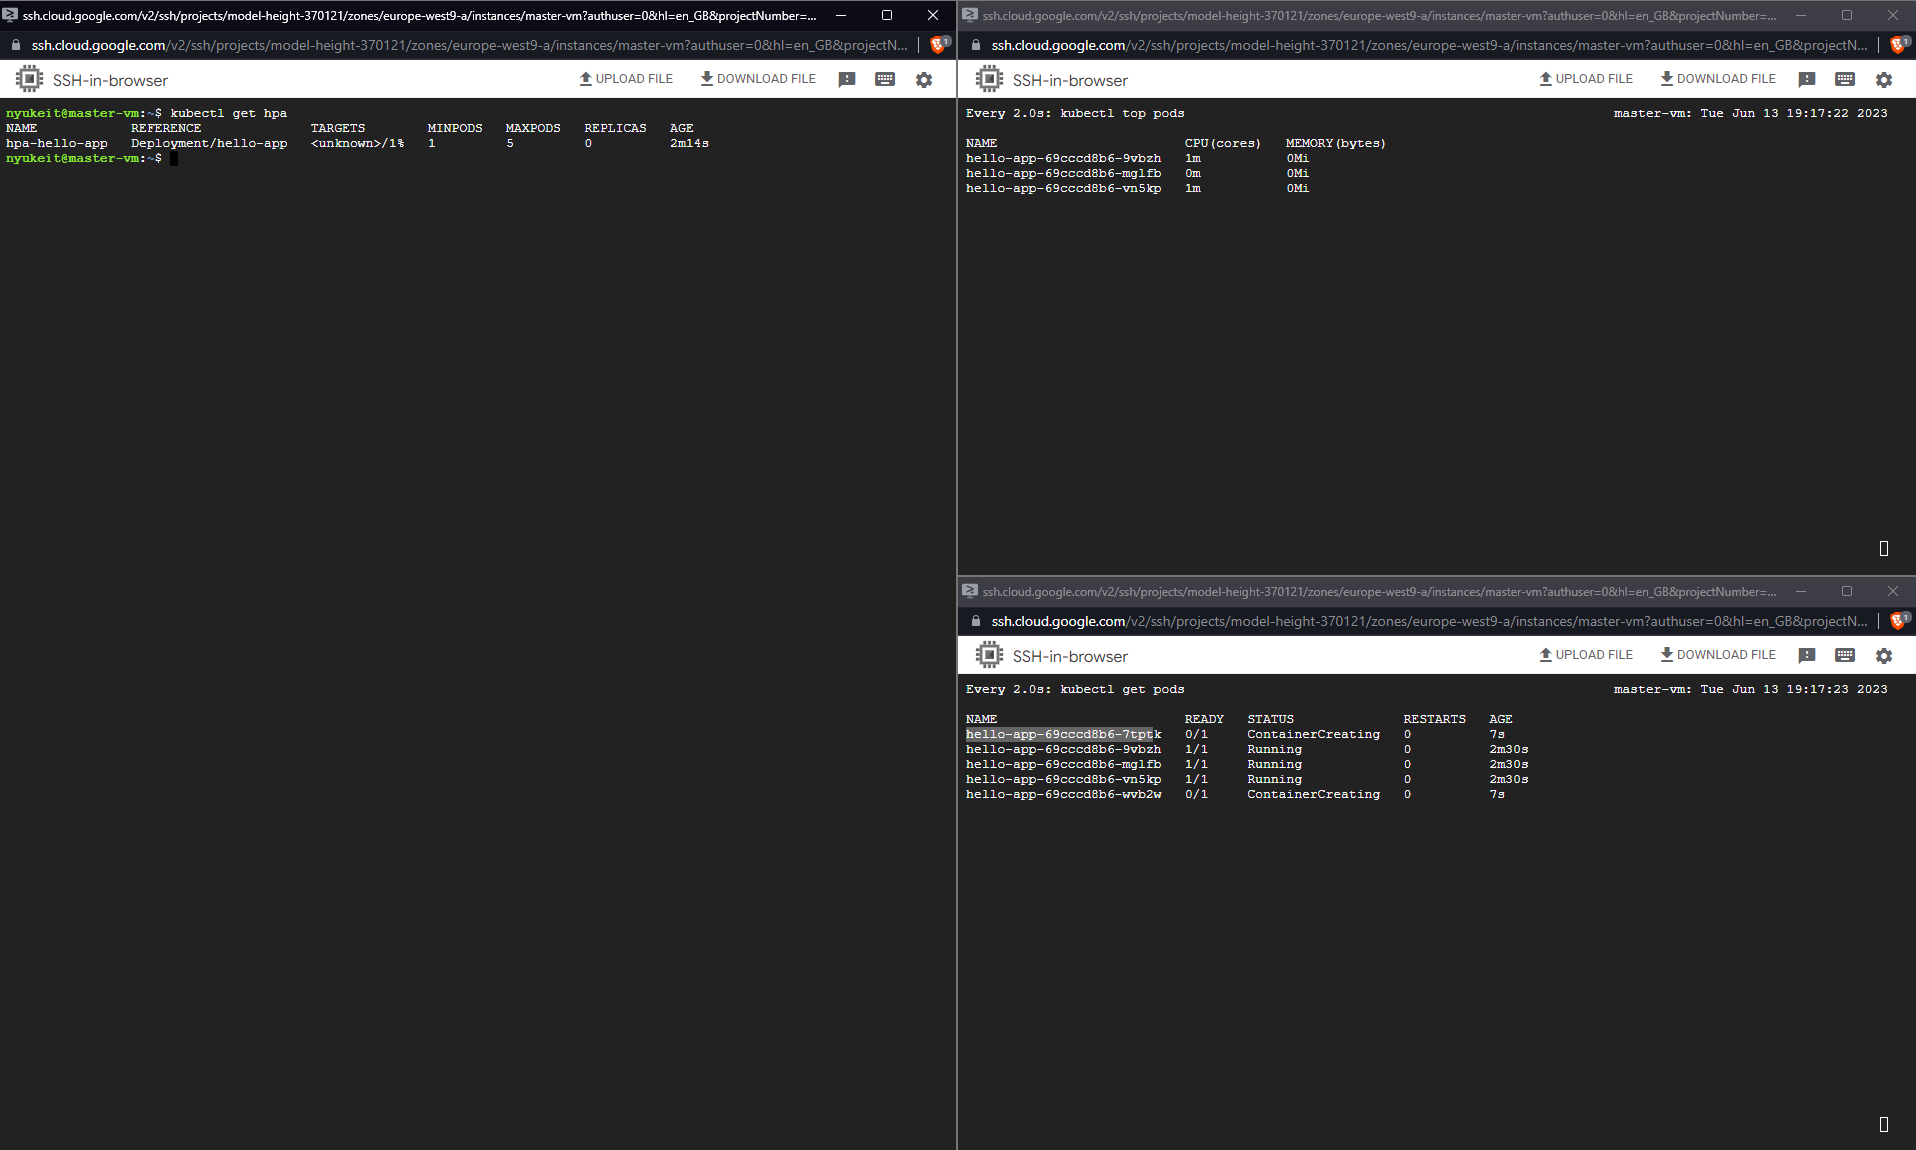 ssh.cloud.google.com/v2/ssh/projects/model-height-370121/zones/europe-west9-a/instances/master-vm?authuser=0&hl=en_GB&projectNumber=...
ssh.cloud.google.com/v2/ssh/projects/model-height-370121/zones/europe-west9-a/instances/master-vm?authuser=0&hl=en_GB&projectN...
1
SSH-in-browser
UPLOAD FILE
DOWNLOAD FILE
nyukeit@master-vm:~$ kubectl get hpa
NAME REFERENCE TARGETS MINPODS MAXPODS REPLICAS AGE
hpa-hello-app Deployment/hello-app <unknown>/1% 1 5 0 2m14s
nyukeit@master-vm:~$
ssh.cloud.google.com/v2/ssh/projects/model-height-370121/zones/europe-west9-a/instances/master-vm?authuser=0&hl=en_GB&projectNumber=...
ssh.cloud.google.com/v2/ssh/projects/model-height-370121/zones/europe-west9-a/instances/master-vm?authuser=0&hl=en_GB&projectN...
1
SSH-in-browser
UPLOAD FILE
DOWNLOAD FILE
Every 2.0s: kubectl top pods master-vm: Tue Jun 13 19:17:22 2023
NAME CPU(cores) MEMORY(bytes)
hello-app-69cccd8b6-9vbzh 1m 0Mi
hello-app-69cccd8b6-mglfb 0m 0Mi
hello-app-69cccd8b6-vn5kp 1m 0Mi
ssh.cloud.google.com/v2/ssh/projects/model-height-370121/zones/europe-west9-a/instances/master-vm?authuser=0&hl=en_GB&projectNumber=...
ssh.cloud.google.com/v2/ssh/projects/model-height-370121/zones/europe-west9-a/instances/master-vm?authuser=0&hl=en_GB&projectN...
1
SSH-in-browser
UPLOAD FILE
DOWNLOAD FILE
Every 2.0s: kubectl get pods master-vm: Tue Jun 13 19:17:23 2023
NAME READY STATUS RESTARTS AGE
hello-app-69cccd8b6-7tptk 0/1 ContainerCreating 0 7s
hello-app-69cccd8b6-9vbzh 1/1 Running 0 2m30s
hello-app-69cccd8b6-mglfb 1/1 Running 0 2m30s
hello-app-69cccd8b6-vn5kp 1/1 Running 0 2m30s
hello-app-69cccd8b6-wvb2w 0/1 ContainerCreating 0 7s